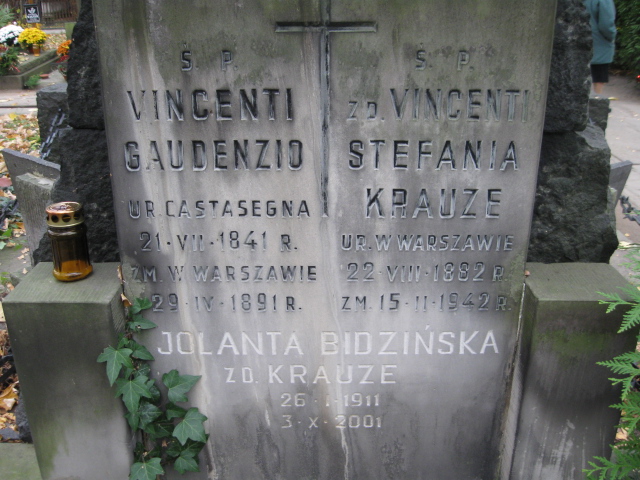 Ś. P.
VINCENTI
GAUDENZIO
UR. CASTASEGNA
21 · VII · 1841 R.
ZM. W WARSZAWIE
29 · IV · 1891 R.
Ś. P.
ZD. VINCENTI
STEFANIA
KRAUZE
UR. W WARSZAWIE
22 · VIII · 1882 R.
ZM. 15 · II · 1942 R.
JOLANTA BIDZIŃSKA
ZD. KRAUZE
26 · I · 1911
3 · X · 2001